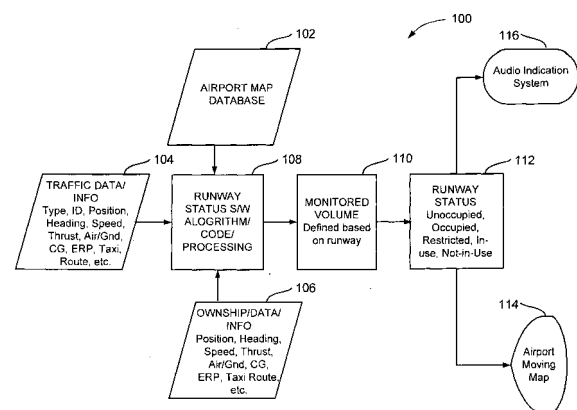 100
102
116
AIRPORT MAP
DATABASE
Audio Indication
System
104
108
110
112
TRAFFIC DATA/
INFO
Type, ID, Position,
Heading, Speed,
Thrust, Air/Gnd,
CG, ERP, Taxi,
Route, etc.
RUNWAY
STATUS S/W
ALOGRITHM/
CODE/
PROCESSING
MONITORED
VOLUME
Defined based
on runway
RUNWAY
STATUS
Unoccupied,
Occupied,
Restricted, In-
use, Not-in-Use
106
OWNSHIP/DATA/
INFO
Position, Heading,
Speed, Thrust,
Air/Gnd, CG,
ERP, Taxi Route,
etc.
114
Airport
Moving
Map